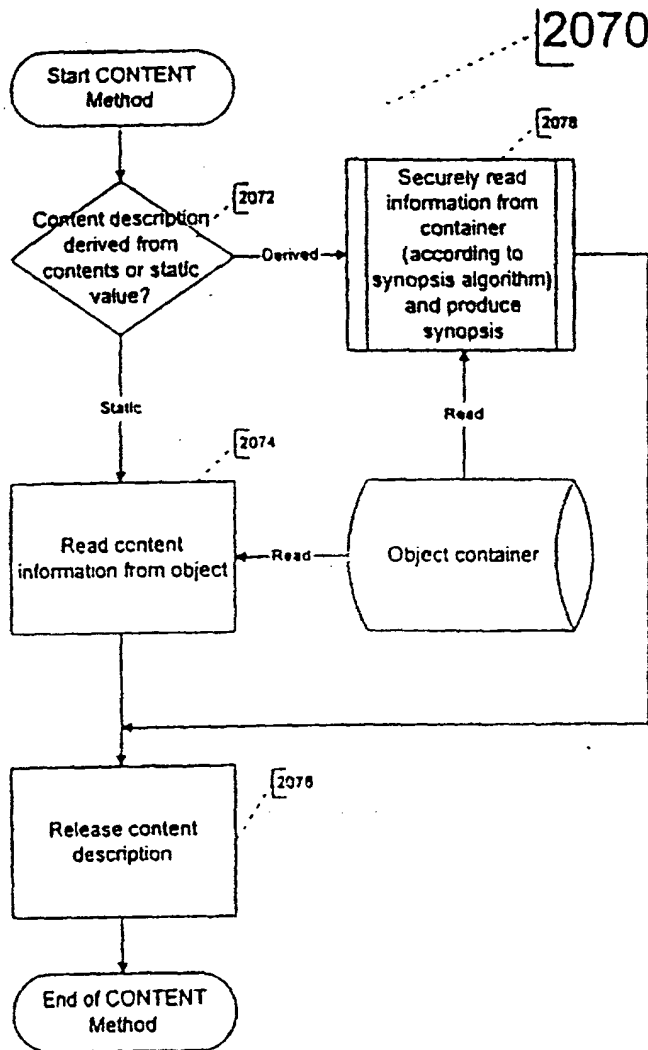 2070
Start CONTENT
Method
2078
Securely read
information from
container
(according to
synopsis algorithm)
and produce
synopsis
2072
Content description
derived from
contents or static
value?
Derived
Static
Read
2074
Read content
information from object
Read
Object container
2076
Release content
description
End of CONTENT
Method